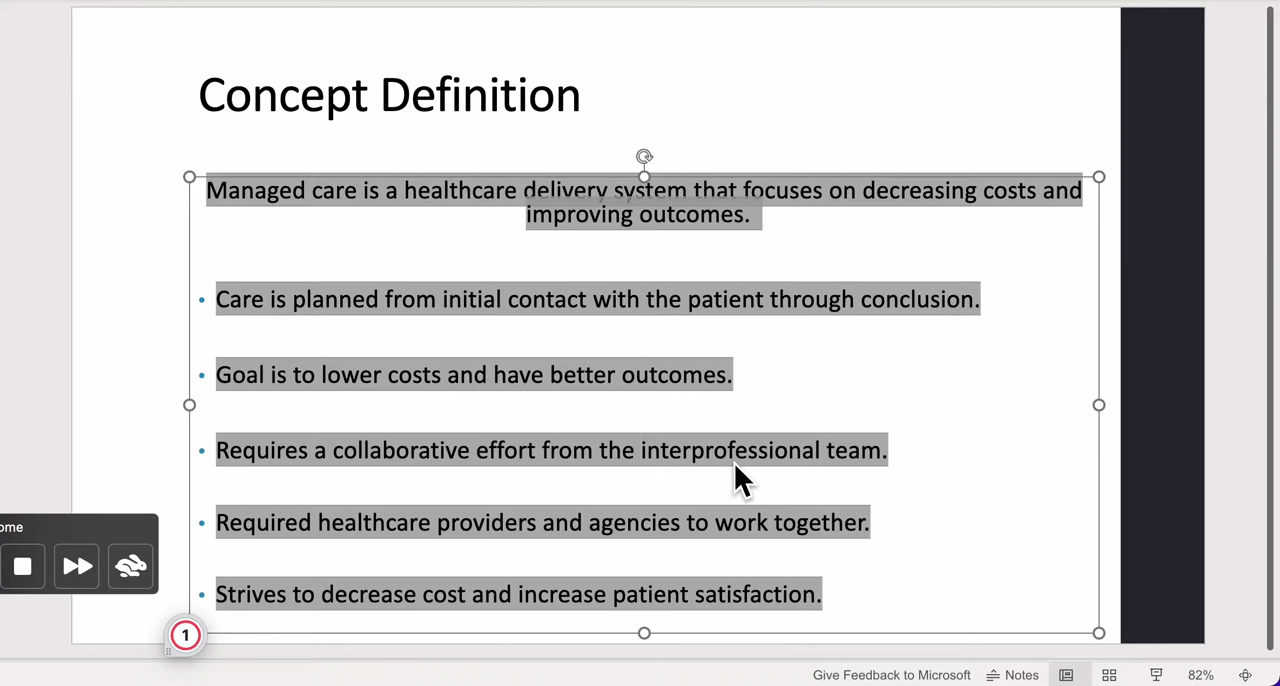 Concept Definition
Managed care is a healthcare delivery system that focuses on decreasing costs and
improving outcomes.
• Care is planned from initial contact with the patient through conclusion.
• Goal is to lower costs and have better outcomes.
• Requires a collaborative effort from the interprofessional team.
• Required healthcare providers and agencies to work together.
• Strives to decrease cost and increase patient satisfaction.
ome
1
Give Feedback to Microsoft Notes 82%